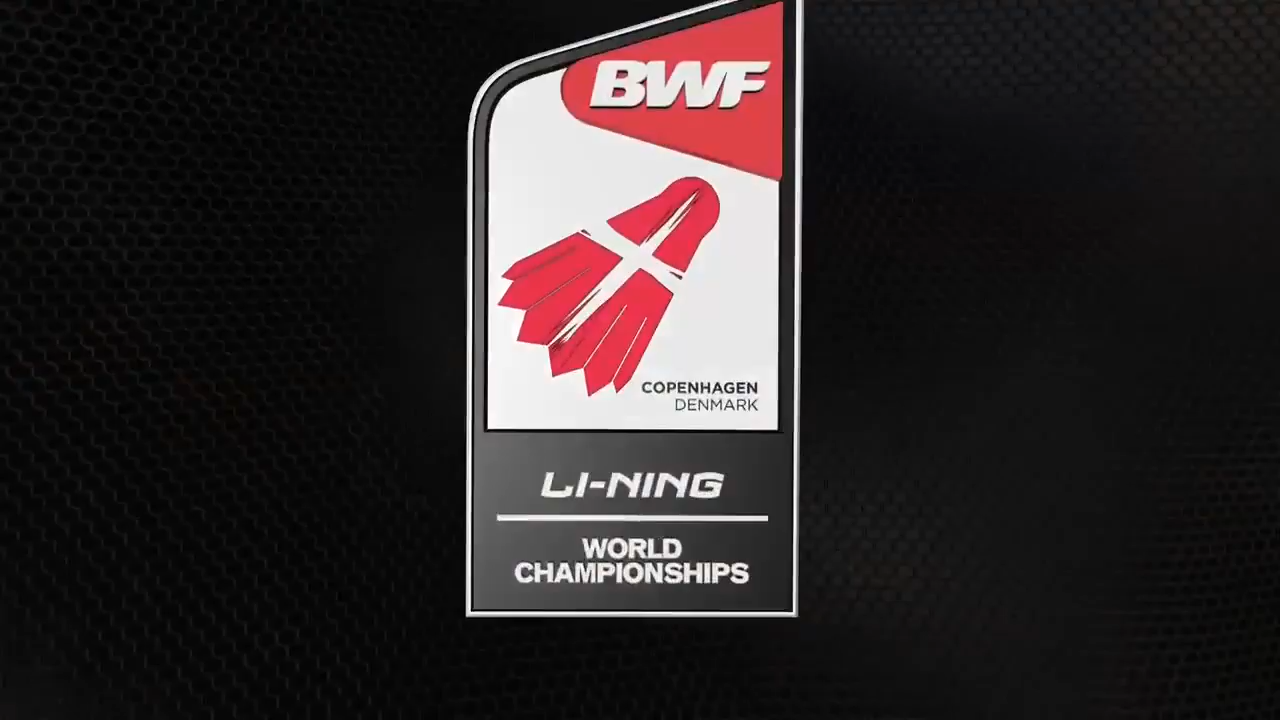 BWF
COPENHAGEN
DENMARK
LI-NING
WORLD
CHAMPIONSHIPS